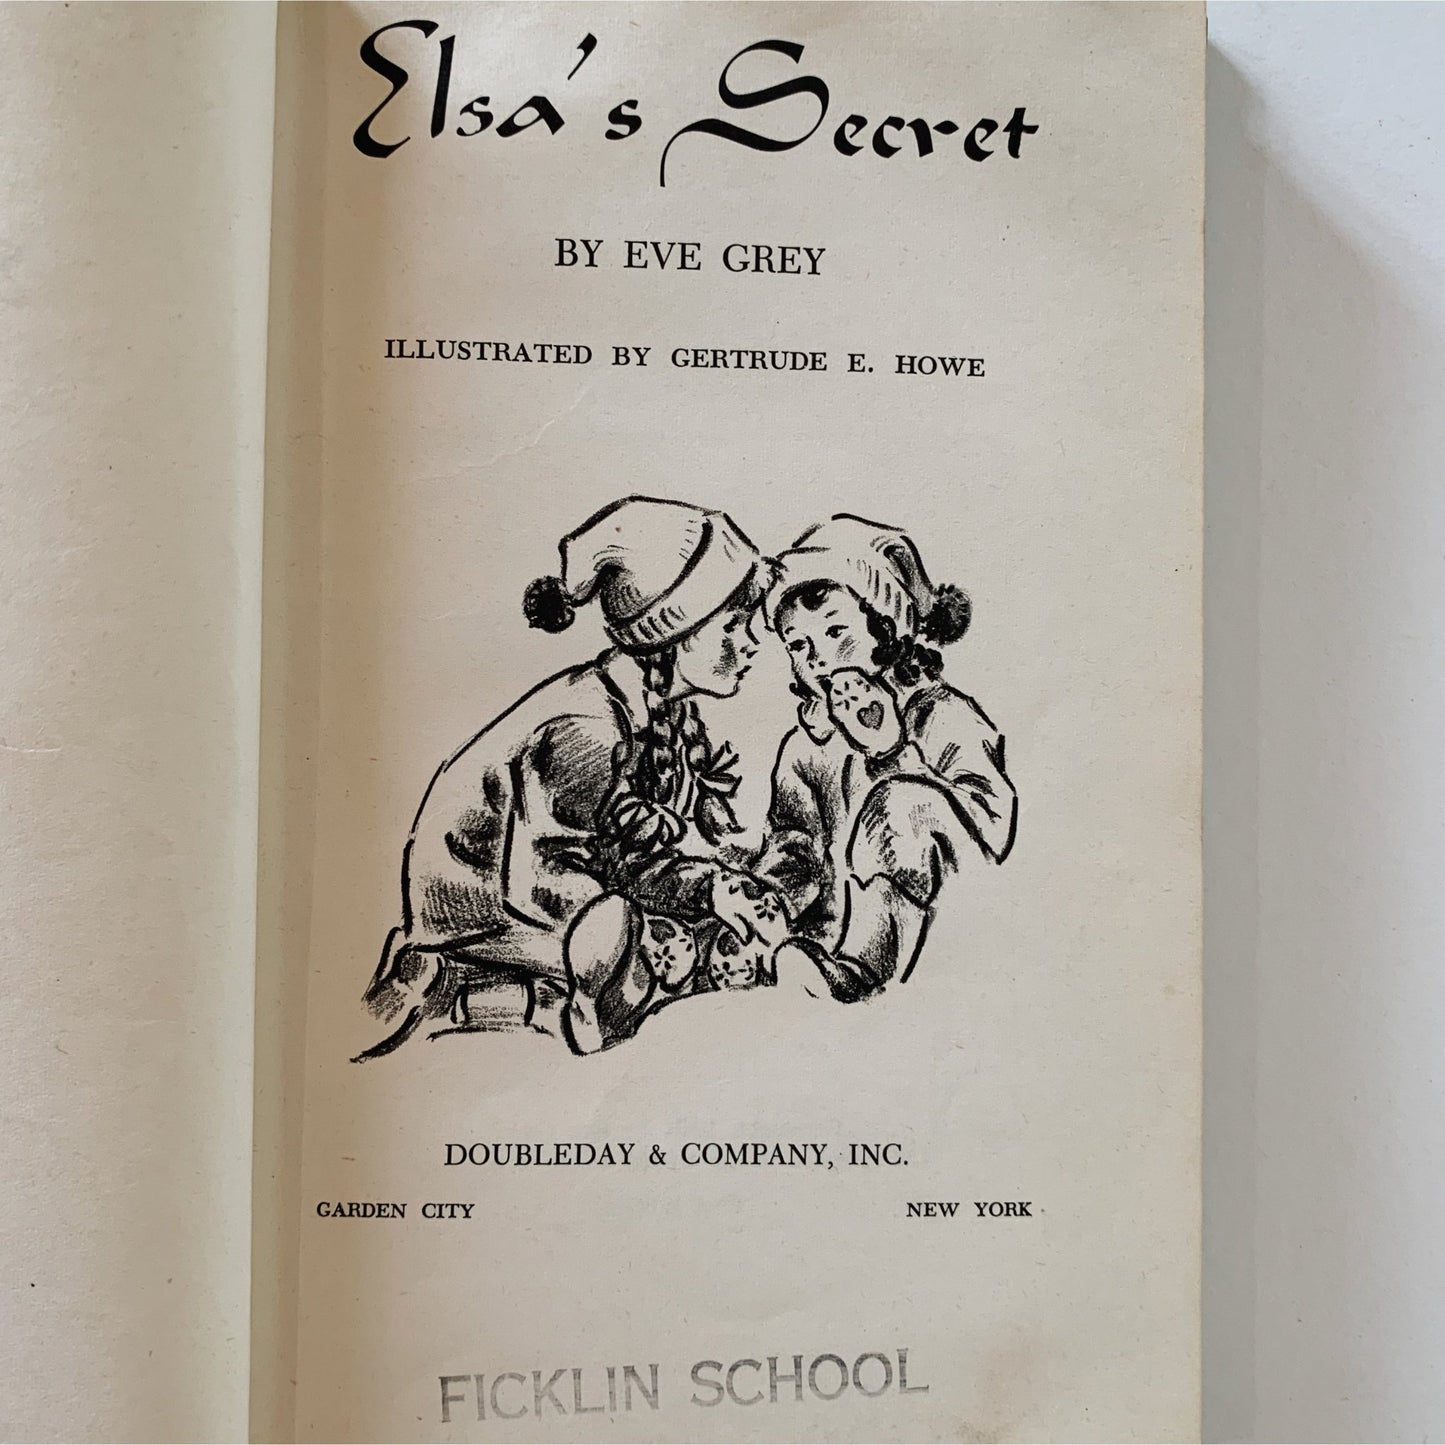 Elsa's Secret
BY EVE GREY
ILLUSTRATED BY GERTRUDE E. HOWE
DOUBLEDAY & COMPANY, INC.
GARDEN CITY NEW YORK
FICKLIN SCHOOL